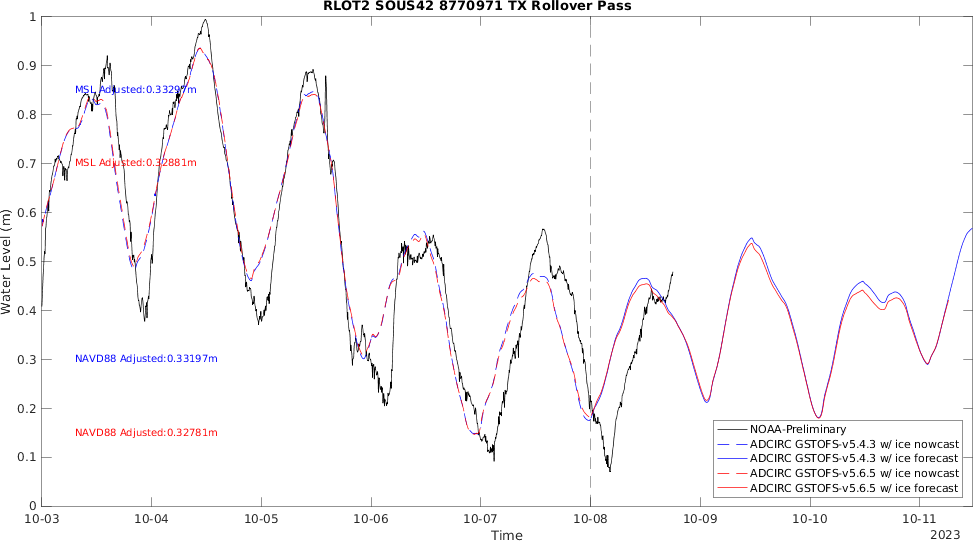 RLOT2 SOUS42 8770971 TX Rollover Pass
1
0.9
0.8
0.7
0.6
0.5
0.4
0.3
0.2
0.1
0
Water Level (m)
MSL Adjusted:0.33297m
MSL Adjusted:0.32881m
NAVD88 Adjusted:0.33197m
NAVD88 Adjusted:0.32781m
NOAA-Preliminary
ADCIRC GSTOFS-v5.4.3 w/ ice nowcast
ADCIRC GSTOFS-v5.4.3 w/ ice forecast
ADCIRC GSTOFS-v5.6.5 w/ ice nowcast
ADCIRC GSTOFS-v5.6.5 w/ ice forecast
10-03 10-04 10-05 10-06 10-07 10-08 10-09 10-10 10-11
Time
2023